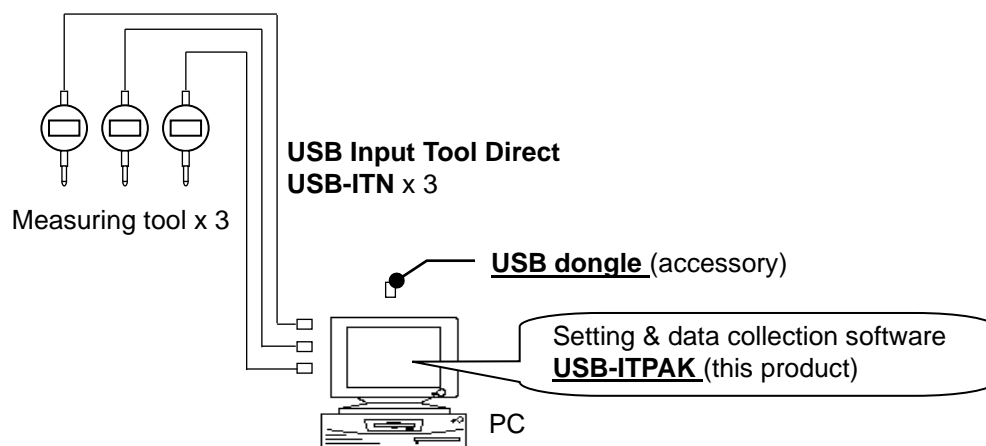 USB Input Tool Direct
USB-ITN x 3
Measuring tool x 3
USB dongle (accessory)
Setting & data collection software
USB-ITPAK (this product)
PC